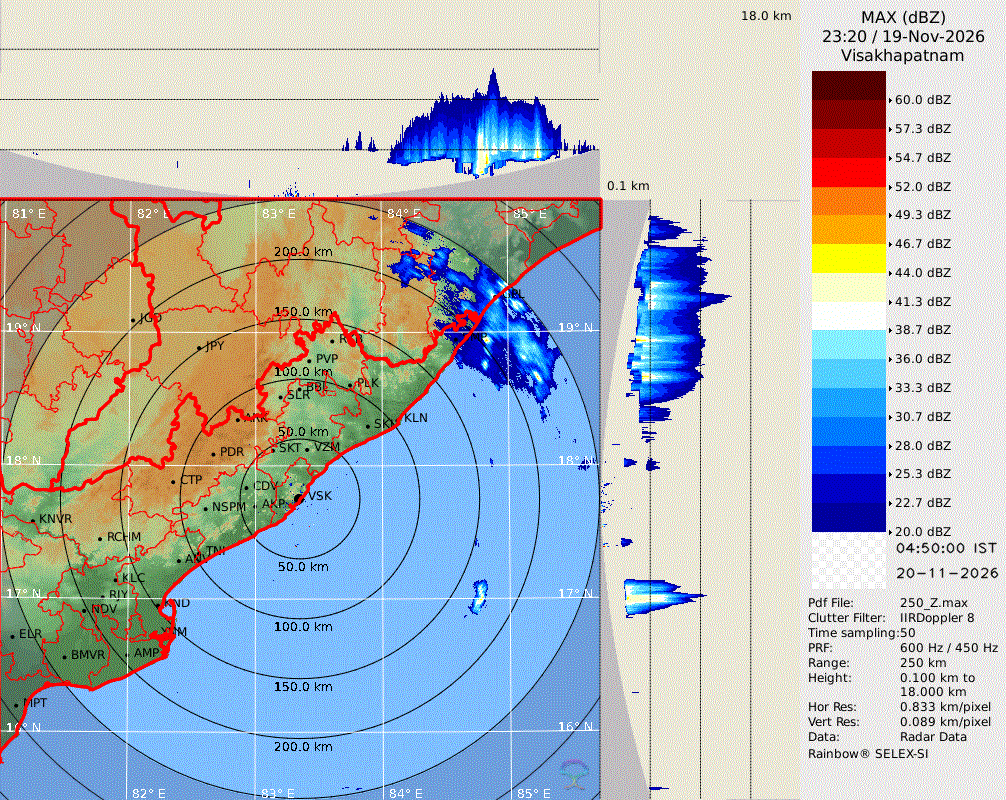 18.0 km
0.1 km
MAX (dBZ)
23:20 / 19-Nov-2026
Visakhapatnam
60.0 dBZ
57.3 dBZ
54.7 dBZ
52.0 dBZ
49.3 dBZ
46.7 dBZ
44.0 dBZ
41.3 dBZ
38.7 dBZ
36.0 dBZ
33.3 dBZ
30.7 dBZ
28.0 dBZ
25.3 dBZ
22.7 dBZ
20.0 dBZ
04:50:00 IST
20-11-2026
Pdf File: 250_Z.max
Clutter Filter: IIRDoppler 8
Time sampling:50
PRF: 600 Hz / 450 Hz
Range: 250 km
Height: 0.100 km to
18.000 km
Hor Res: 0.833 km/pixel
Vert Res: 0.089 km/pixel
Data: Radar Data
Rainbow® SELEX-SI
81° E
82° E
83° E
84° E
85° E
200.0 km
150.0 km
JGD
19° N
19° N
JPY
PVP
100.0 km
BBL
PLK
SLR
KLN
50.0 km
SKT
VZM
PDR
18° N
18° N
CTP
CDV
VSK
NSPM
AKP
KNVR
RCHM
TNI
50.0 km
KLC
RJY
17° N
17° N
KND
NDV
100.0 km
ELR
AMP
BMVR
150.0 km
MPT
16° N
16° N
200.0 km
82° E
83° E
84° E
85° E